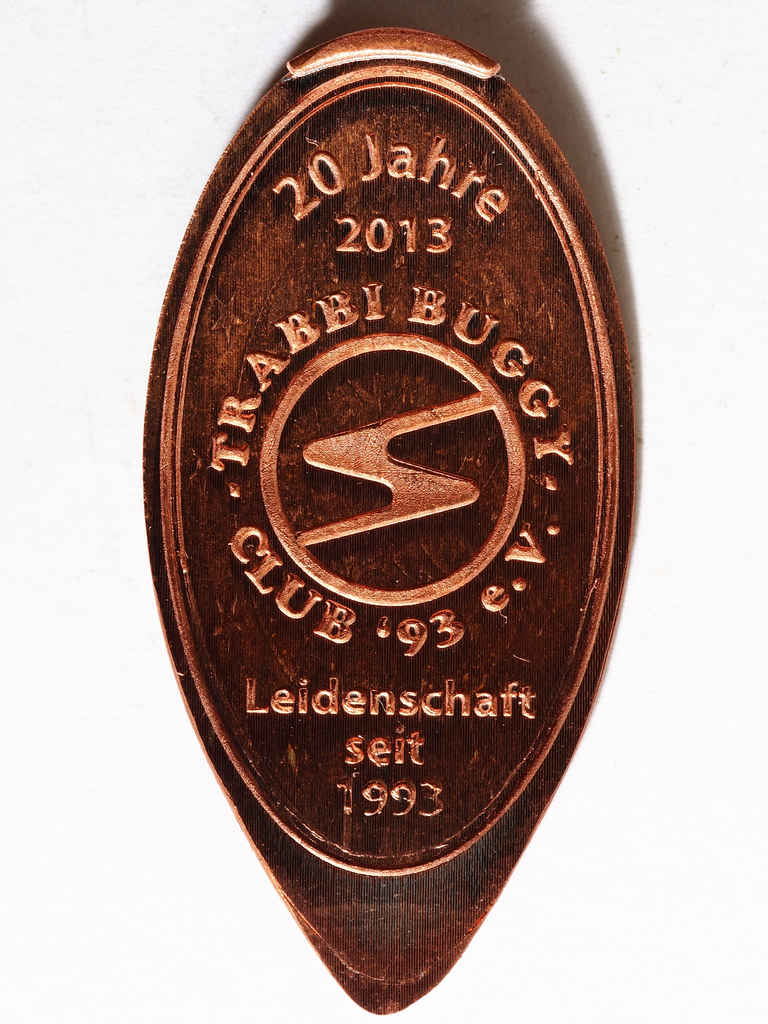 20 Jahre
2013
· TRABBI BUGGY ·
CLUB '93 e.V.
Leidenschaft
seit
1993